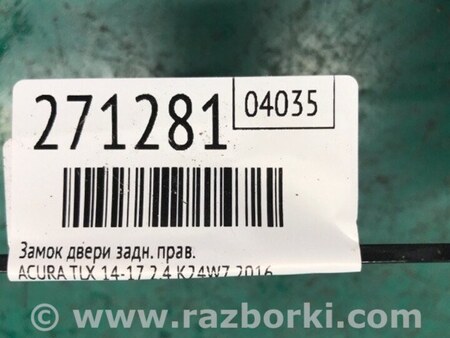 271281
04035
Замок двери задн. прав.
ACURA TLX 14-17 2.4 K24W7 2016
© www.razborki.com